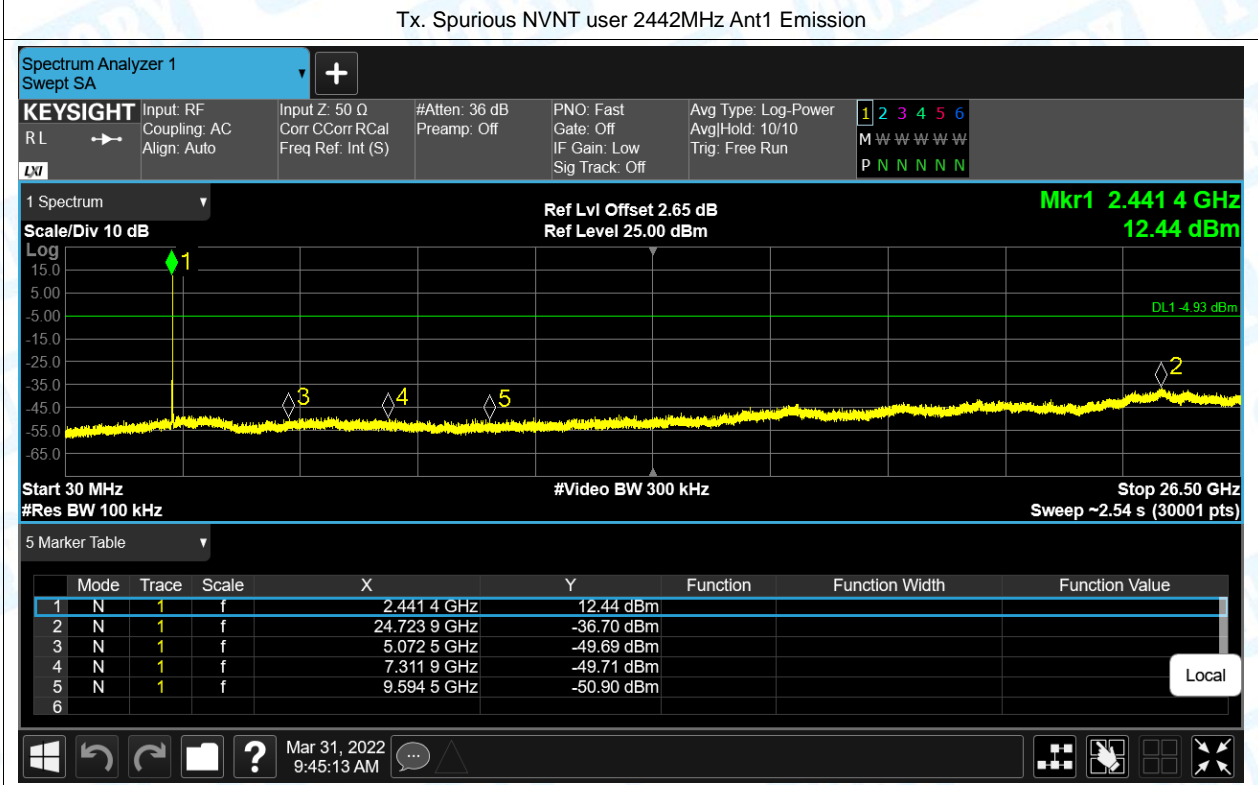 Tx. Spurious NVNT user 2442MHz Ant1 Emission
Spectrum Analyzer 1
Swept SA
+
KEYSIGHT
R L
LXI
Input: RF
Coupling: AC
Align: Auto
Input Z: 50 Ω
Corr CCorr RCal
Freq Ref: Int (S)
#Atten: 36 dB
Preamp: Off
PNO: Fast
Gate: Off
IF Gain: Low
Sig Track: Off
Avg Type: Log-Power
Avg|Hold: 10/10
Trig: Free Run
1 2 3 4 5 6
M W W W W W
P N N N N N
1 Spectrum
Scale/Div 10 dB
Ref Lvl Offset 2.65 dB
Ref Level 25.00 dBm
Mkr1 2.441 4 GHz
12.44 dBm
Log
15.0
5.00
-5.00
-15.0
-25.0
-35.0
-45.0
-55.0
-65.0
1
DL1 -4.93 dBm
2
3
4
5
Start 30 MHz
#Res BW 100 kHz
#Video BW 300 kHz
Stop 26.50 GHz
Sweep ~2.54 s (30001 pts)
5 Marker Table
Mode Trace Scale X Y Function Function Width Function Value
1 N 1 f 2.441 4 GHz 12.44 dBm
2 N 1 f 24.723 9 GHz -36.70 dBm
3 N 1 f 5.072 5 GHz -49.69 dBm
4 N 1 f 7.311 9 GHz -49.71 dBm
5 N 1 f 9.594 5 GHz -50.90 dBm
6
Local
?
Mar 31, 2022
9:45:13 AM